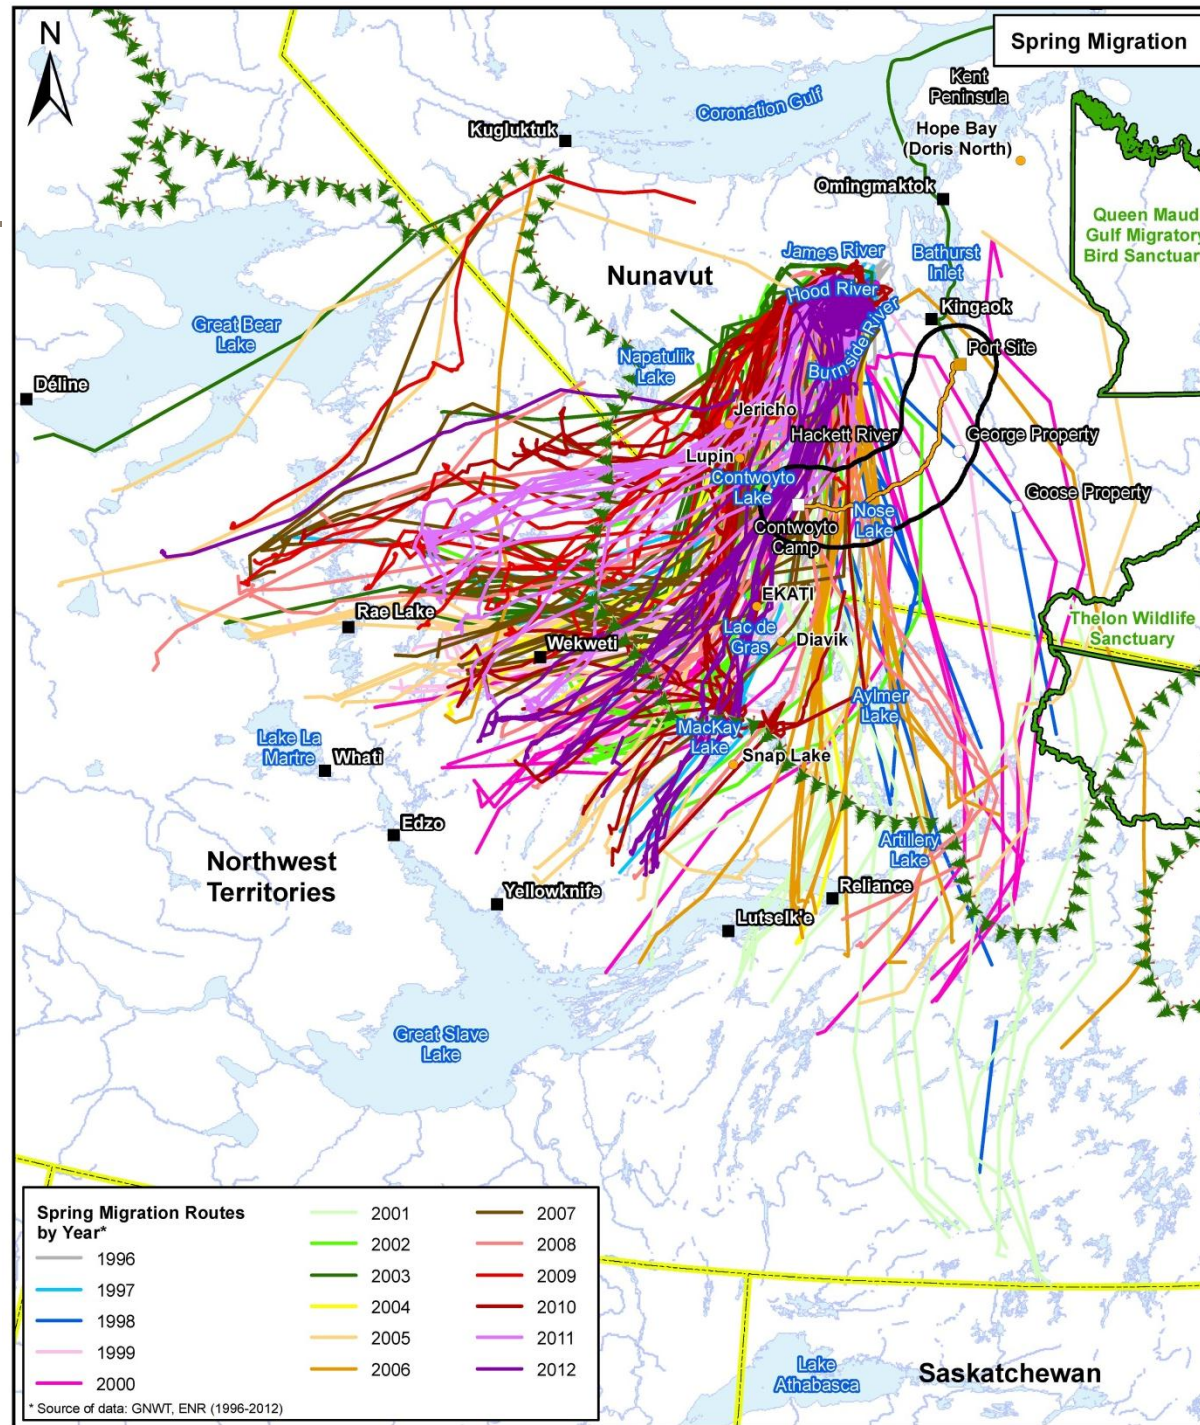 Spring Migration
N
Kent
Peninsula
Coronation Gulf
Kugluktuk
Hope Bay
(Doris North)
Omingmaktok
Queen Maud
Gulf Migratory
Bird Sanctuar
James River
Bathurst
Inlet
Nunavut
Hood River
Kingaok
Great Bear
Lake
Burnside River
Port Site
Napatulik
Lake
Déline
Jericho
Hackett River
George Property
Lupin
Contwoyto
Lake
Goose Property
Nose
Lake
Contwoyto
Camp
EKATI
Rae Lake
Lac de
Gras
Thelon Wildlife
Sanctuary
Wekweti
Diavik
Aylmer
Lake
Lake La
Martre
MacKay
Lake
Whati
Snap Lake
Edzo
Artillery
Lake
Northwest
Territories
Yellowknife
Reliance
Lutselk'e
Great Slave
Lake
Spring Migration Routes
by Year*
1996
1997
1998
1999
2000
2001
2002
2003
2004
2005
2006
2007
2008
2009
2010
2011
2012
* Source of data: GNWT, ENR (1996-2012)
Lake
Athabasca
Saskatchewan